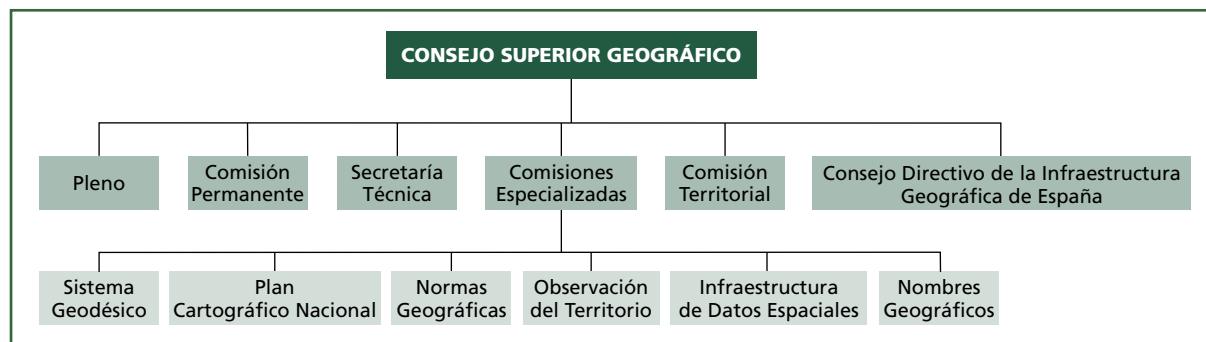 CONSEJO SUPERIOR GEOGRÁFICO
Pleno
Comisión
Permanente
Secretaría
Técnica
Comisiones
Especializadas
Comisión
Territorial
Consejo Directivo de la Infraestructura
Geográfica de España
Sistema
Geodésico
Plan
Cartográfico Nacional
Normas
Geográficas
Observación
del Territorio
Infraestructura
de Datos Espaciales
Nombres
Geográficos